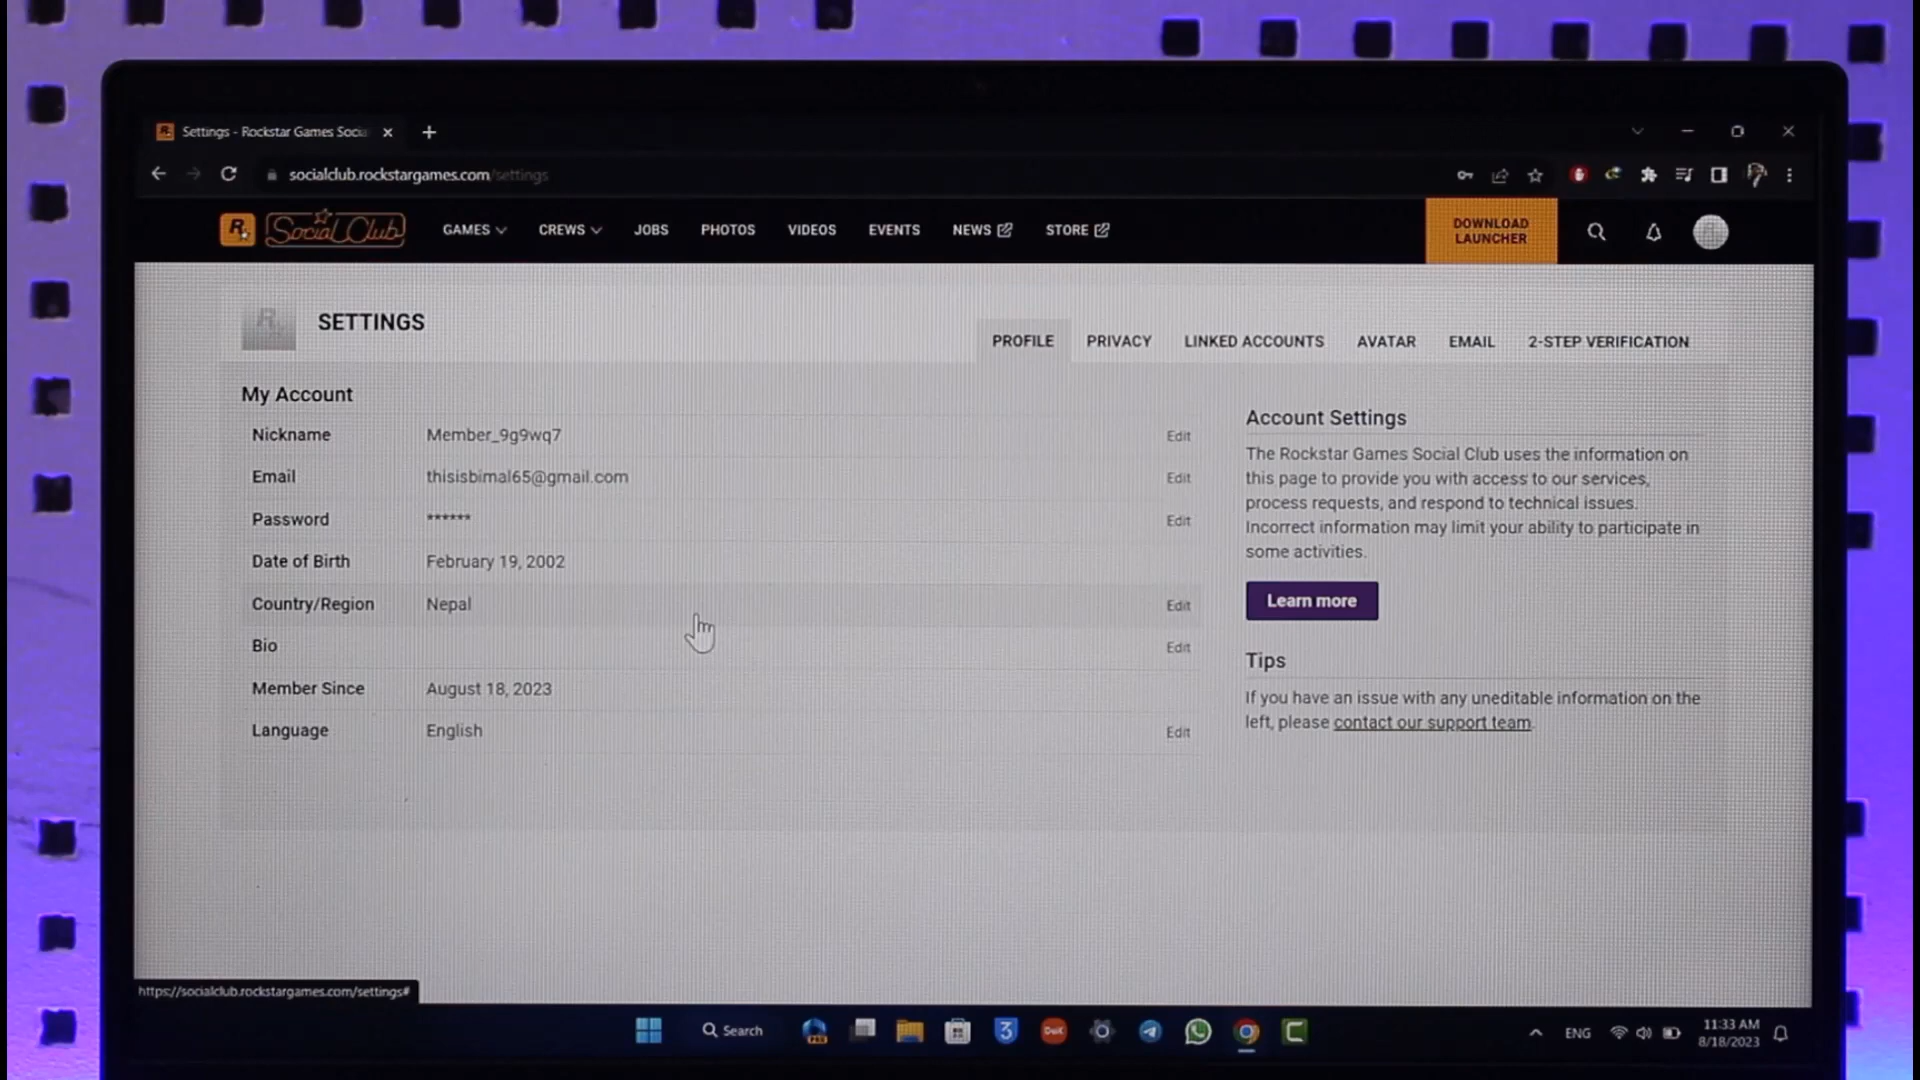 Settings - Rockstar Games Socia
socialclub.rockstargames.com/settings
R
Social Club
GAMES
CREWS
JOBS
PHOTOS
VIDEOS
EVENTS
NEWS
STORE
DOWNLOAD
LAUNCHER
SETTINGS
PROFILE
PRIVACY
LINKED ACCOUNTS
AVATAR
EMAIL
2-STEP VERIFICATION
My Account
Nickname Member_9g9wq7 Edit
Email thisisbimal65@gmail.com Edit
Password ****** Edit
Date of Birth February 19, 2002
Country/Region Nepal Edit
Bio Edit
Member Since August 18, 2023
Language English Edit
Account Settings
The Rockstar Games Social Club uses the information on
this page to provide you with access to our services,
process requests, and respond to technical issues.
Incorrect information may limit your ability to participate in
some activities.
Learn more
Tips
If you have an issue with any uneditable information on the
left, please contact our support team.
https://socialclub.rockstargames.com/settings#
Search
ENG
11:33 AM
8/18/2023